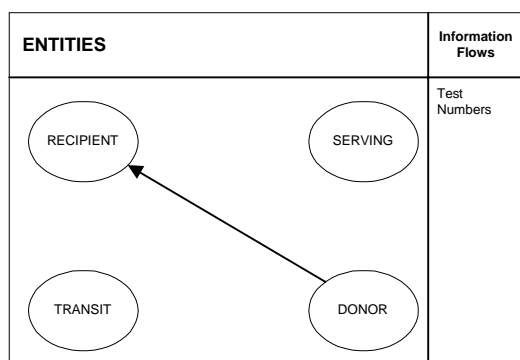 ENTITIES
Information
Flows
Test
Numbers
RECIPIENT
SERVING
TRANSIT
DONOR